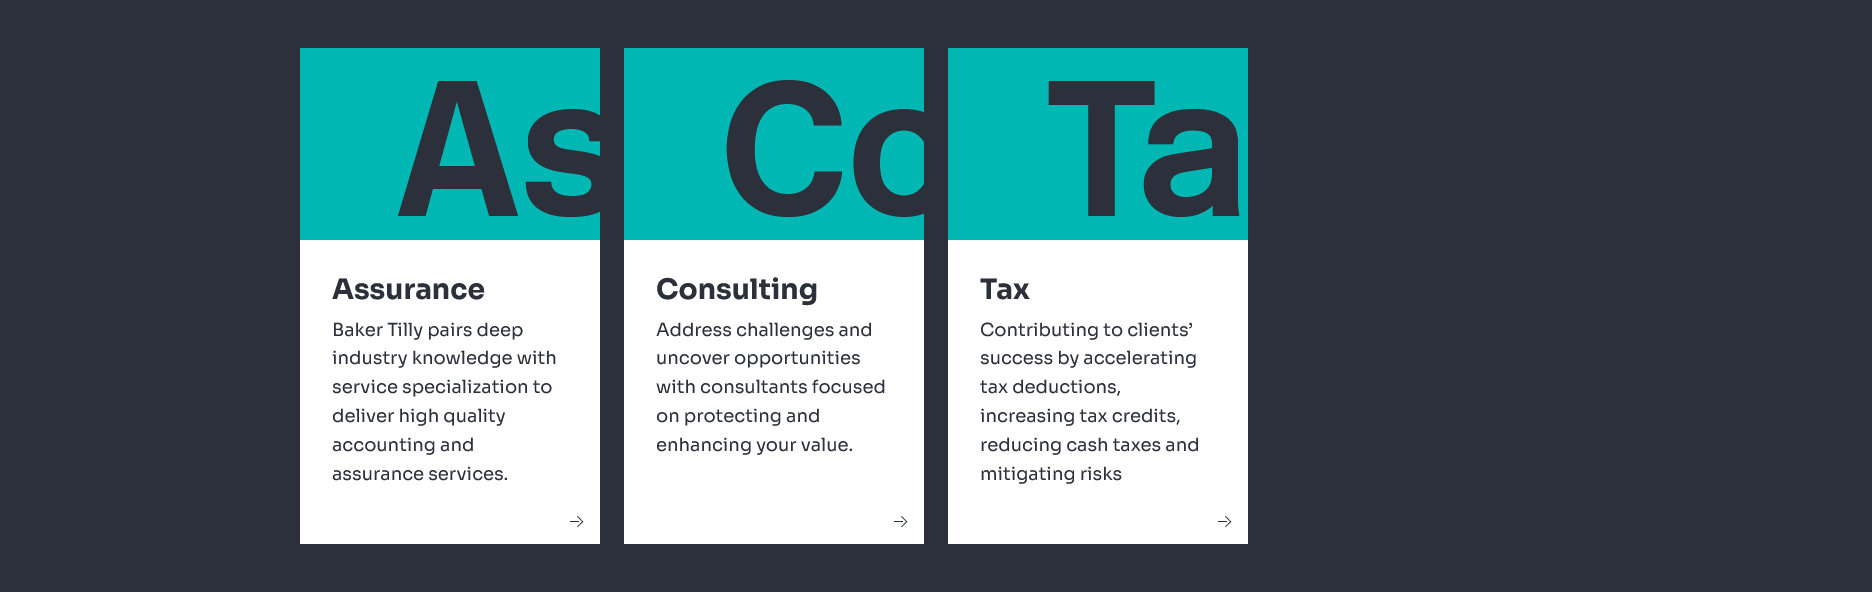 As
Assurance
Baker Tilly pairs deep
industry knowledge with
service specialization to
deliver high quality
accounting and
assurance services.
Co
Consulting
Address challenges and
uncover opportunities
with consultants focused
on protecting and
enhancing your value.
Ta
Tax
Contributing to clients’
success by accelerating
tax deductions,
increasing tax credits,
reducing cash taxes and
mitigating risks